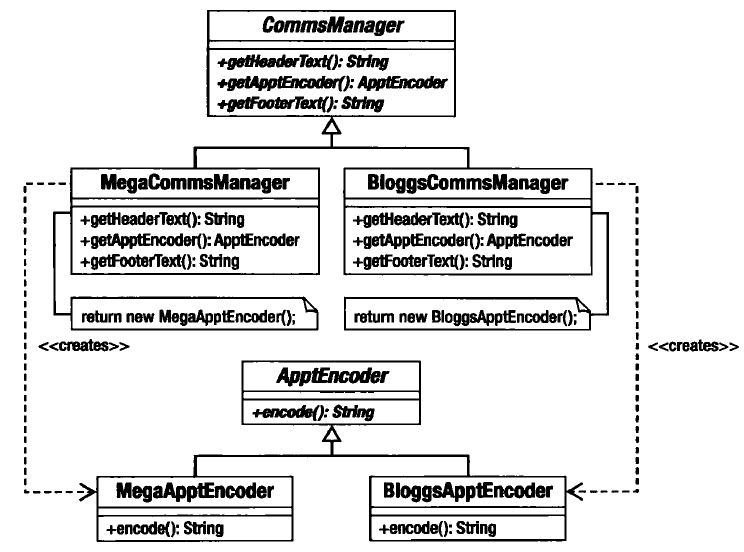 CommsManager
+getHeaderText(): String
+getApptEncoder(): ApptEncoder
+getFooterText(): String
MegaCommsManager
+getHeaderText(): String
+getApptEncoder(): ApptEncoder
+getFooterText(): String
BloggsCommsManager
+getHeaderText(): String
+getApptEncoder(): ApptEncoder
+getFooterText(): String
return new MegaApptEncoder();
return new BloggsApptEncoder();
<<creates>>
<<creates>>
ApptEncoder
+encode(): String
MegaApptEncoder
+encode(): String
BloggsApptEncoder
+encode(): String